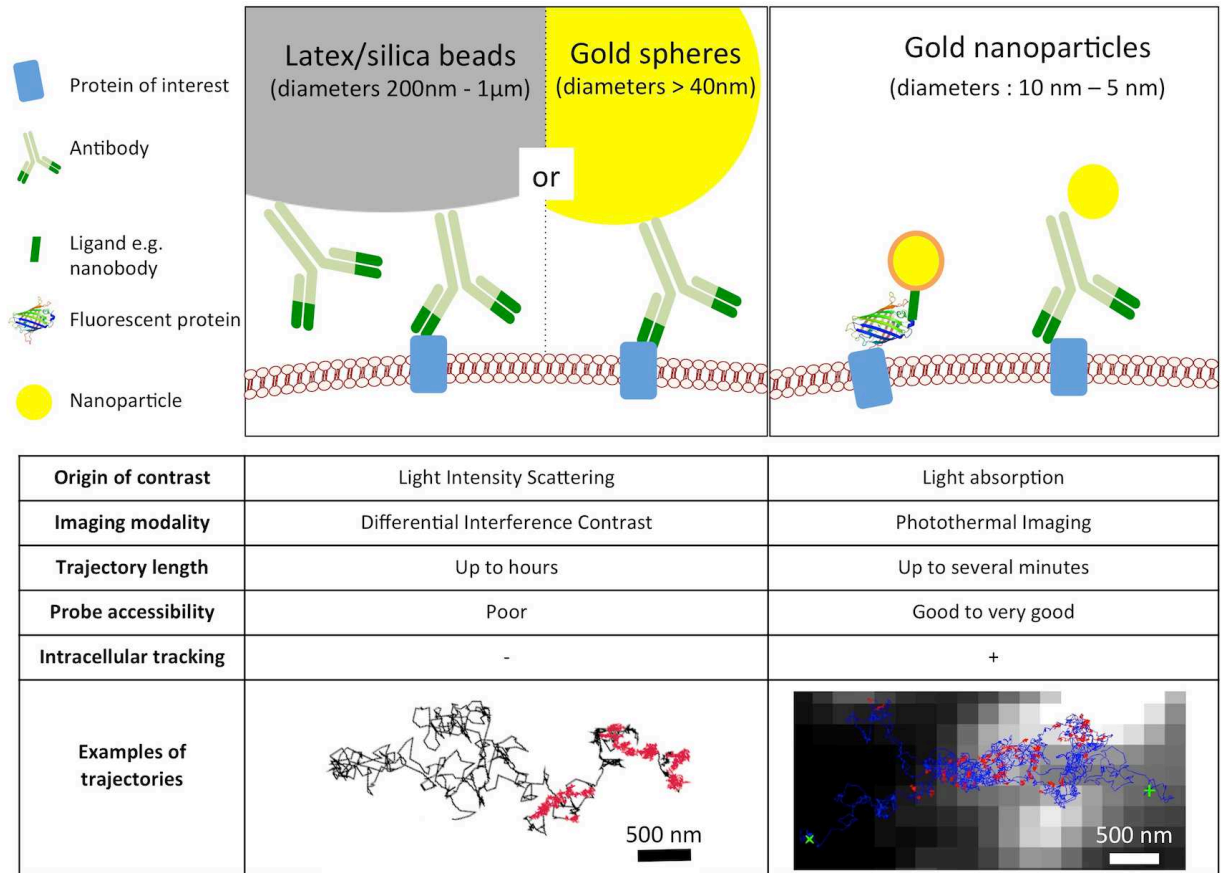 Protein of interest
Antibody
Ligand e.g.
nanobody
Fluorescent protein
Nanoparticle
Latex/silica beads
(diameters 200nm - 1µm)
or
Gold spheres
(diameters > 40nm)
Gold nanoparticles
(diameters : 10 nm – 5 nm)
Origin of contrast
Light Intensity Scattering
Light absorption
Imaging modality
Differential Interference Contrast
Photothermal Imaging
Trajectory length
Up to hours
Up to several minutes
Probe accessibility
Poor
Good to very good
Intracellular tracking
-
+
Examples of
trajectories
500 nm
500 nm